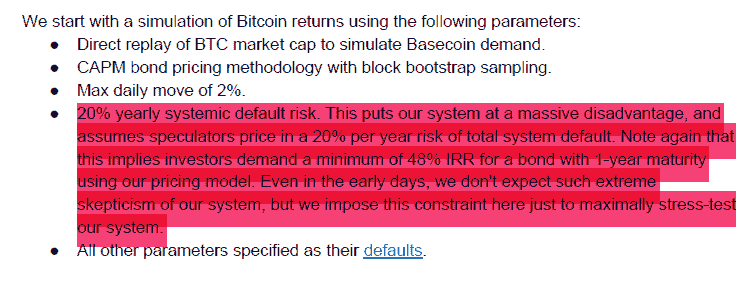 We start with a simulation of Bitcoin returns using the following parameters:
● Direct replay of BTC market cap to simulate Basecoin demand.
● CAPM bond pricing methodology with block bootstrap sampling.
● Max daily move of 2%.
● 20% yearly systemic default risk. This puts our system at a massive disadvantage, and
assumes speculators price in a 20% per year risk of total system default. Note again that
this implies investors demand a minimum of 48% IRR for a bond with 1-year maturity
using our pricing model. Even in the early days, we don't expect such extreme
skepticism of our system, but we impose this constraint here just to maximally stress-test
our system.
● All other parameters specified as their defaults.